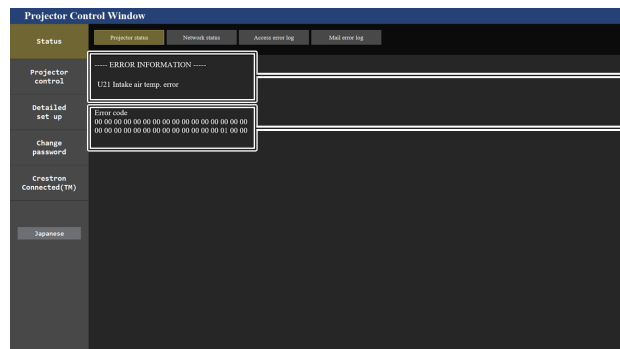 Projector Control Window
Status
Projector status
Network status
Access error log
Mail error log
Projector
control
Detailed
set up
Change
password
Crestron
Connected(TM)
Japanese
----- ERROR INFORMATION -----
U21 Intake air temp. error
Error code
00 00 00 00 00 00 00 00 00 00 00 00 00 00 00 00
00 00 00 00 00 00 00 00 00 00 00 00 00 01 00 00